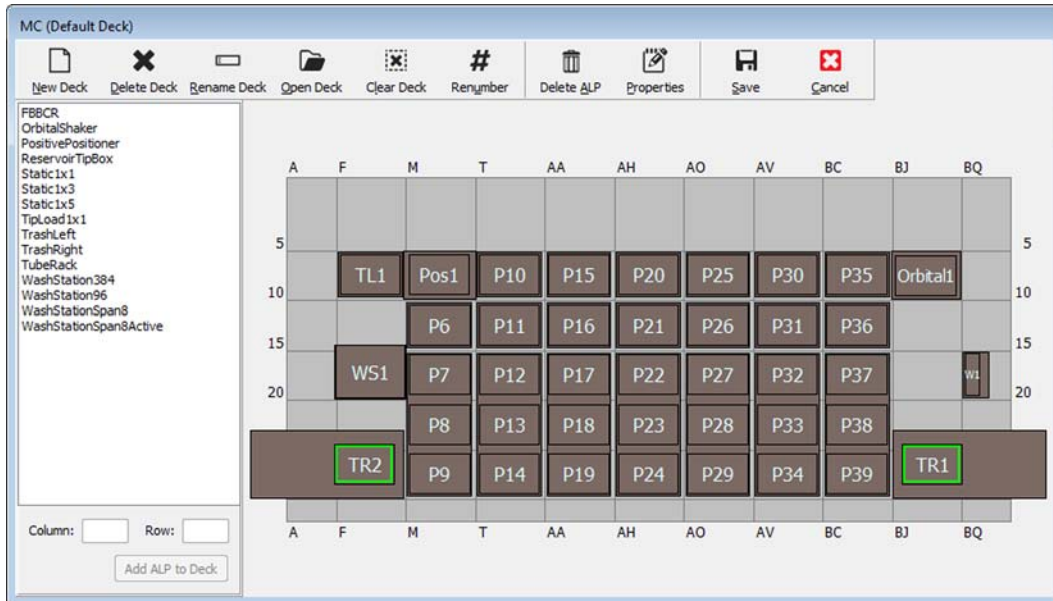 MC (Default Deck)
New Deck Delete Deck Rename Deck Open Deck Clear Deck Renumber Delete ALP Properties Save Cancel
FBBCR
OrbitalShaker
PositivePositioner
ReservoirTipBox
Static1x1
Static1x3
Static1x5
TipLoad1x1
TrashLeft
TrashRight
TubeRack
WashStation384
WashStation96
WashStationSpan8
WashStationSpan8Active
Column: Row:
Add ALP to Deck
A F M T AA AH AO AV BC BJ BQ
5 5
TL1 Pos1 P10 P15 P20 P25 P30 P35 Orbital1
10 10
P6 P11 P16 P21 P26 P31 P36
15 15
WS1 P7 P12 P17 P22 P27 P32 P37 W1
20 20
P8 P13 P18 P23 P28 P33 P38
TR2 P9 P14 P19 P24 P29 P34 P39 TR1
A F M T AA AH AO AV BC BJ BQ